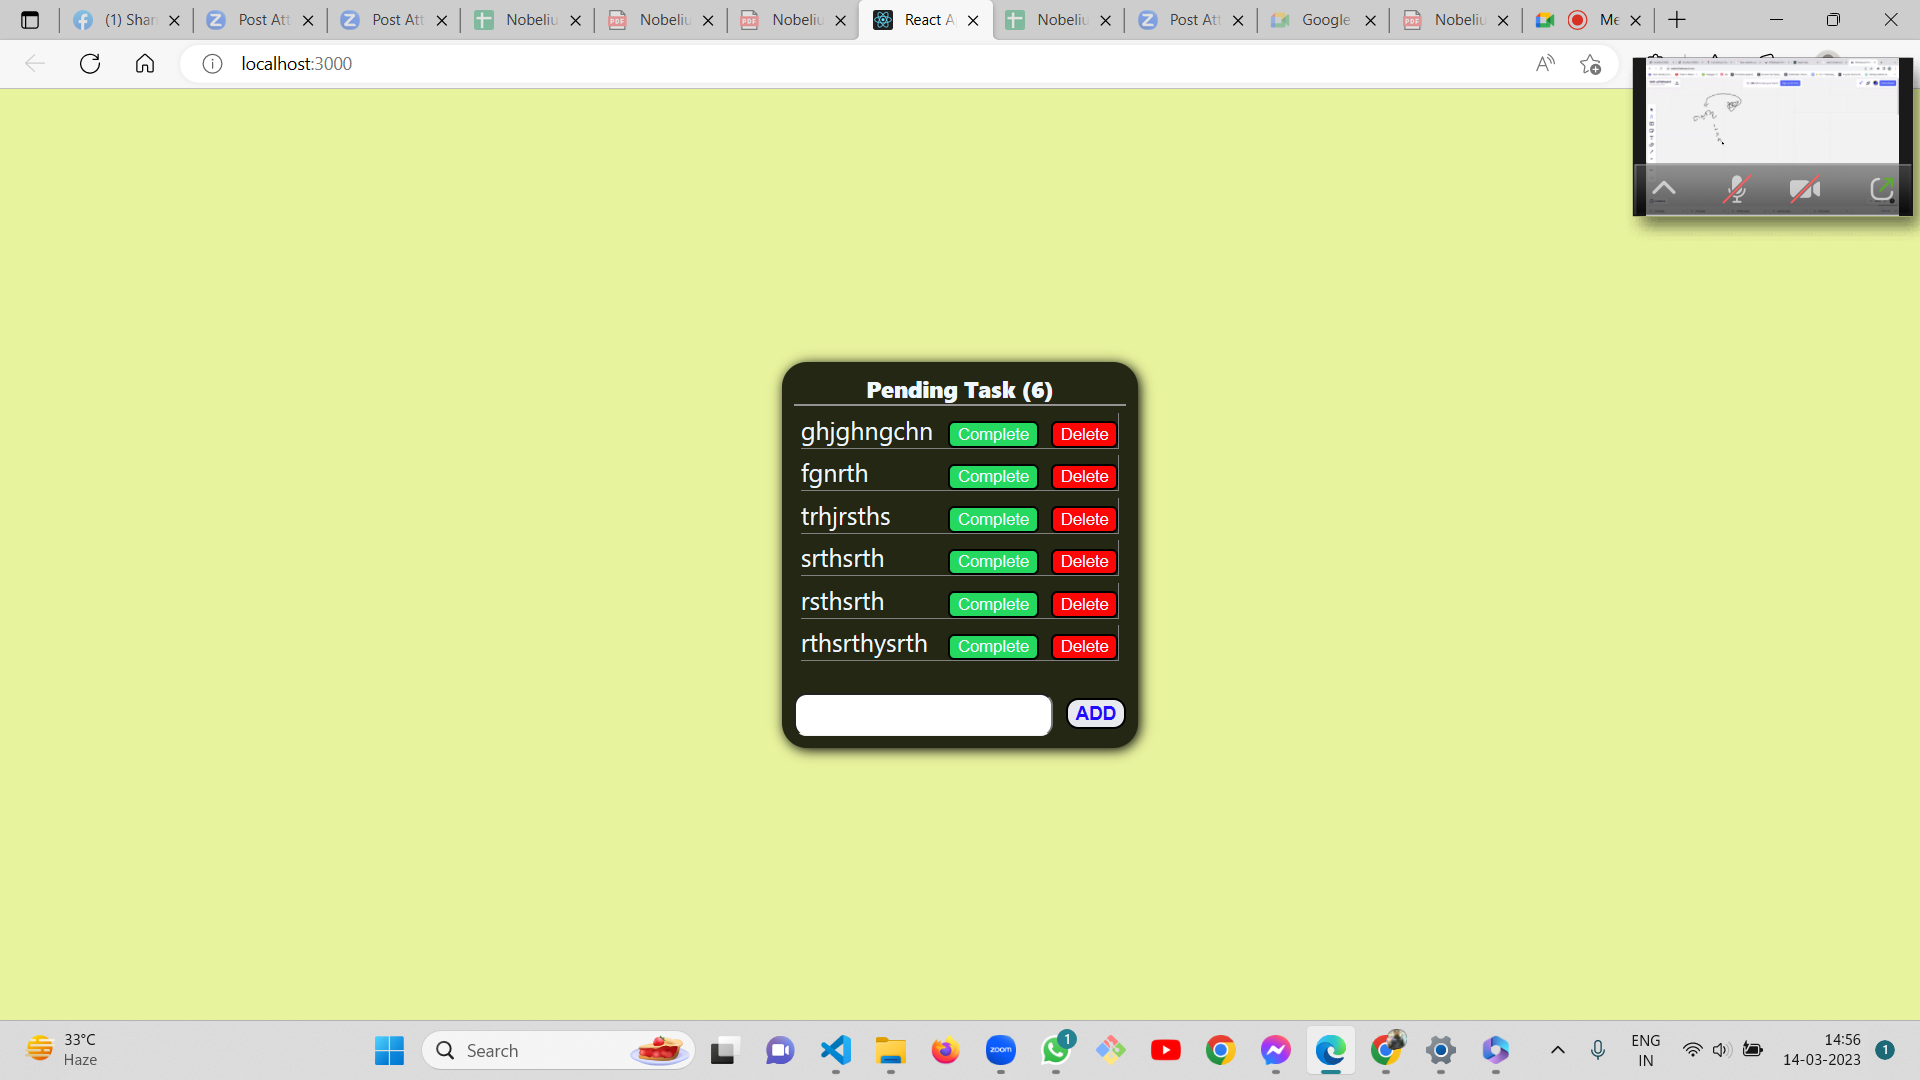 (1) Shar
Post Att
Post Att
Nobeliu
Nobeliu
Nobeliu
React A
Nobeliu
Post Att
Google
Nobeliu
Me
localhost:3000
Pending Task (6)
ghjghngchn Complete Delete
fgnrth Complete Delete
trhjrsths Complete Delete
srthsrth Complete Delete
rsthsrth Complete Delete
rthsrthysrth Complete Delete
ADD
33°C
Haze
Search
zoom
1
ENG
IN
14:56
14-03-2023
1